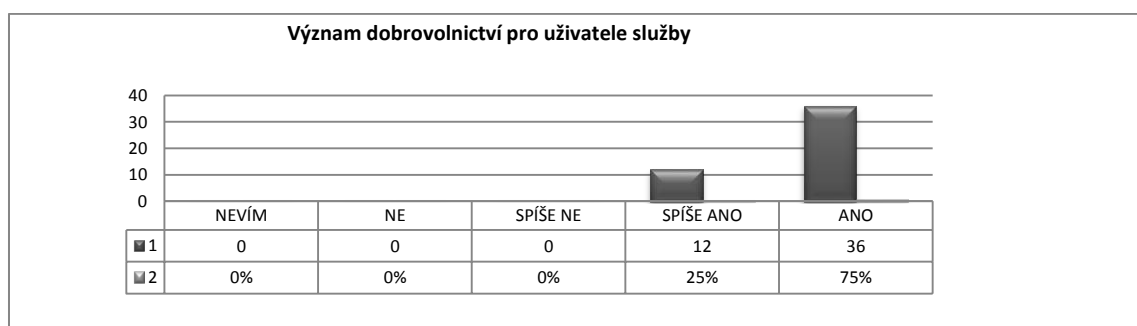 Význam dobrovolnictví pro uživatele služby
40
30
20
10
0
NEVÍM NE SPÍŠE NE SPÍŠE ANO ANO
1 0 0 0 12 36
2 0% 0% 0% 25% 75%